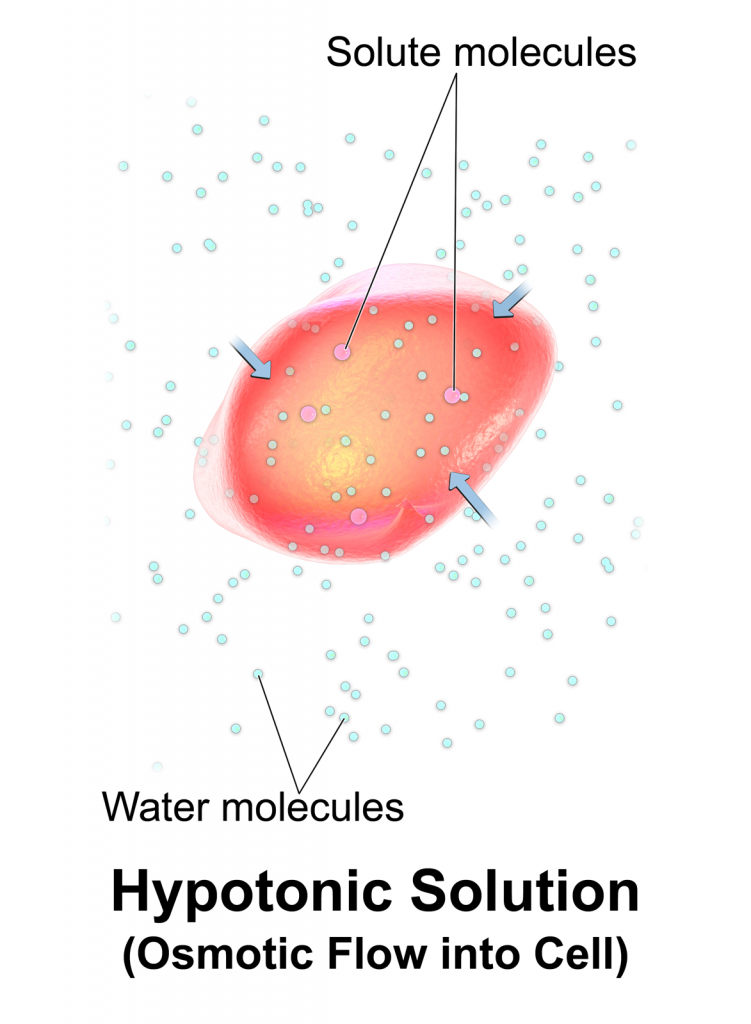 Solute molecules
Water molecules
Hypotonic Solution
(Osmotic Flow into Cell)